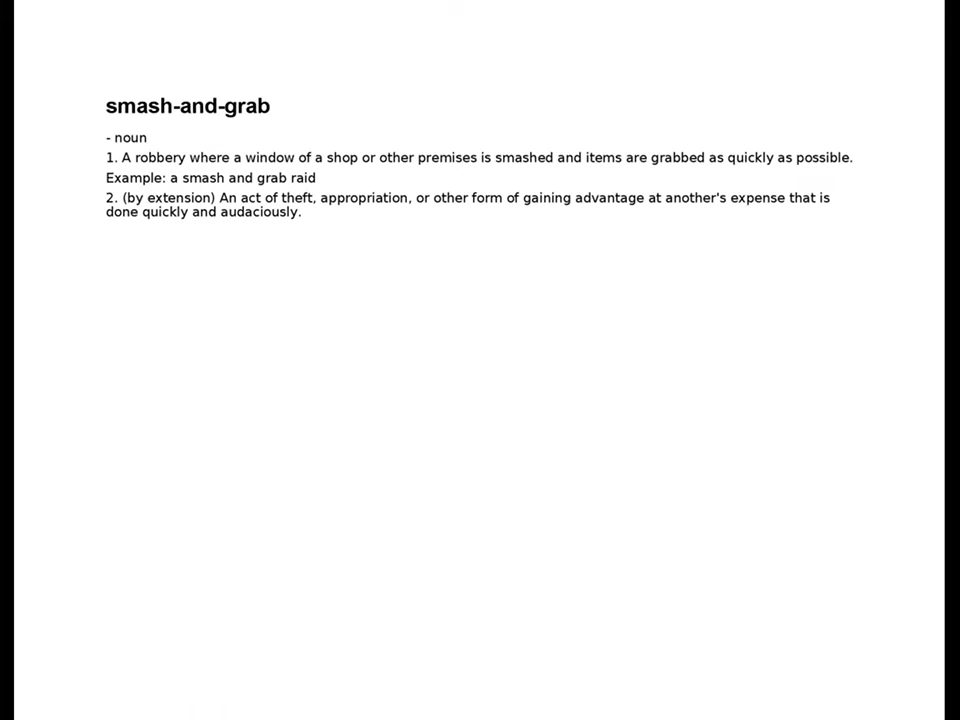 smash-and-grab
- noun
1. A robbery where a window of a shop or other premises is smashed and items are grabbed as quickly as possible.
Example: a smash and grab raid
2. (by extension) An act of theft, appropriation, or other form of gaining advantage at another's expense that is
done quickly and audaciously.